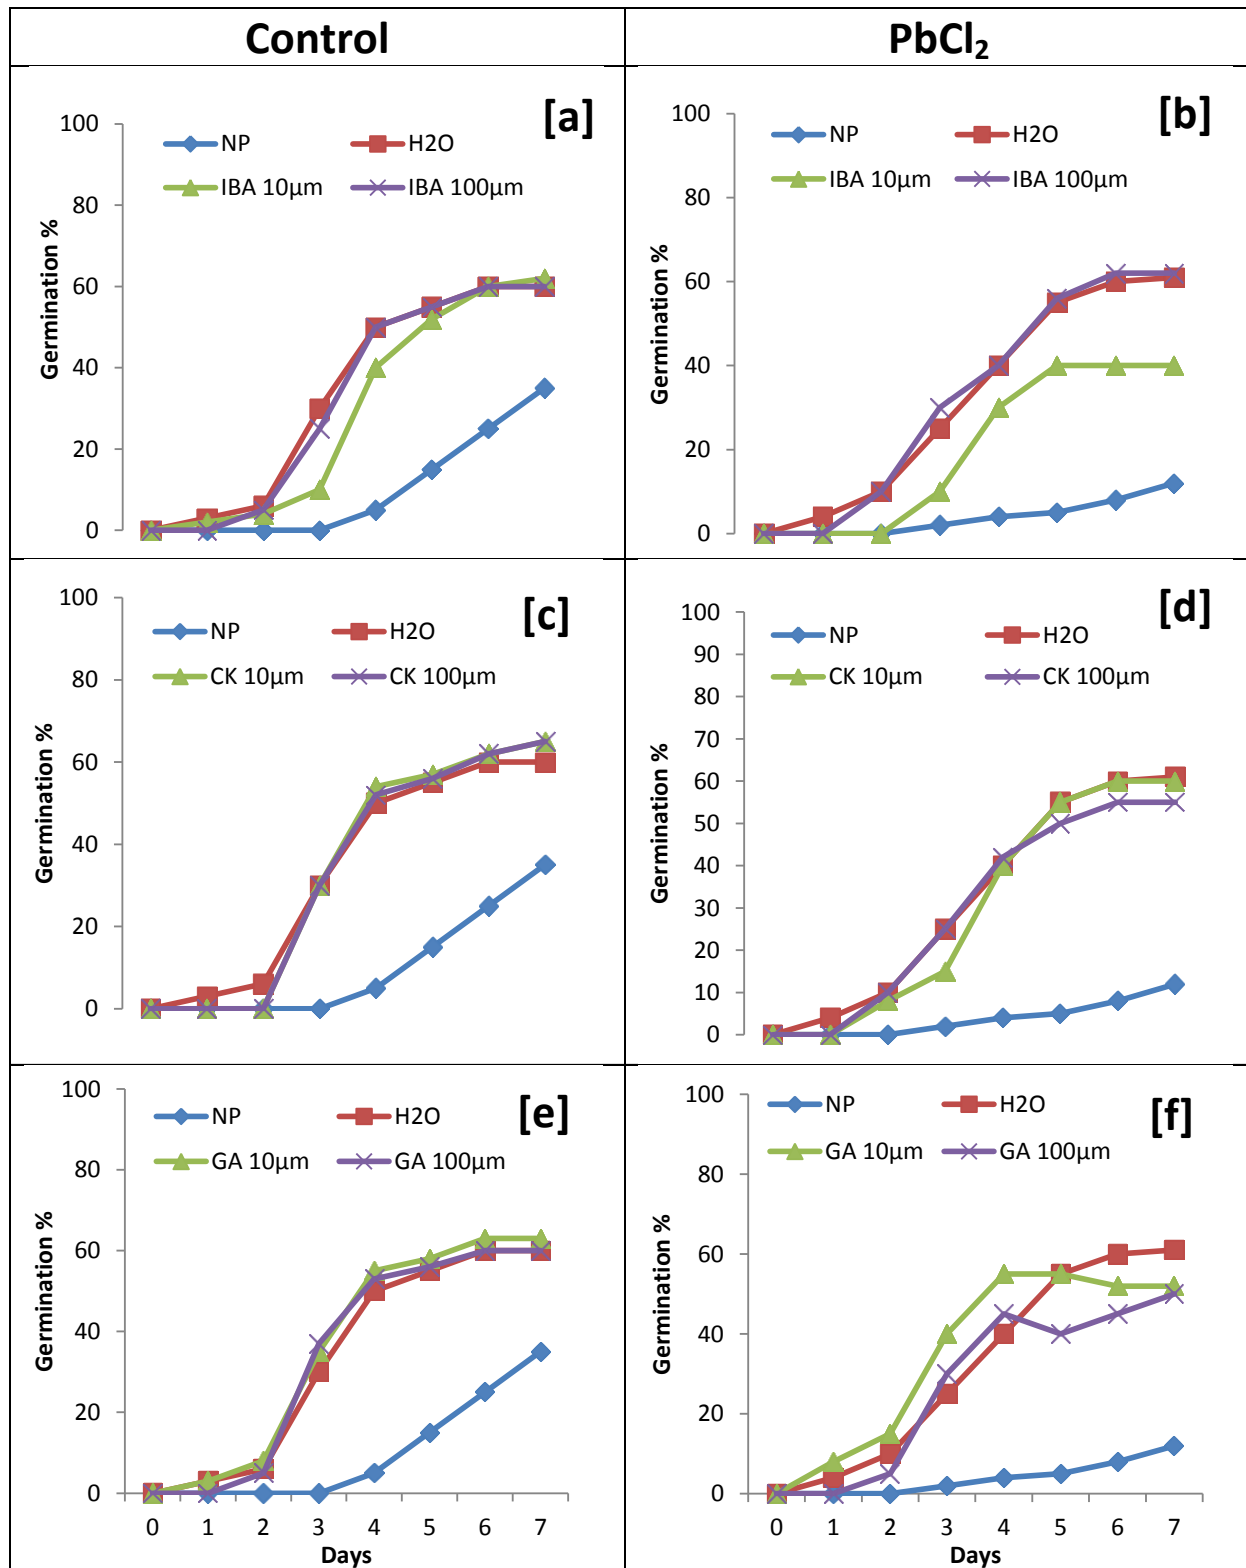 Control
PbCl₂
[a]
NP H2O
IBA 10µm IBA 100µm
Germination %
100
80
60
40
20
0
[b]
NP H2O
IBA 10µm IBA 100µm
Germination %
100
80
60
40
20
0
[c]
NP H2O
CK 10µm CK 100µm
Germination %
100
80
60
40
20
0
[d]
NP H2O
CK 10µm CK 100µm
Germination %
100
90
80
70
60
50
40
30
20
10
0
[e]
NP H2O
GA 10µm GA 100µm
Germination %
100
80
60
40
20
0
0 1 2 3 4 5 6 7
Days
[f]
NP H2O
GA 10µm GA 100µm
Germination %
100
80
60
40
20
0
0 1 2 3 4 5 6 7
Days